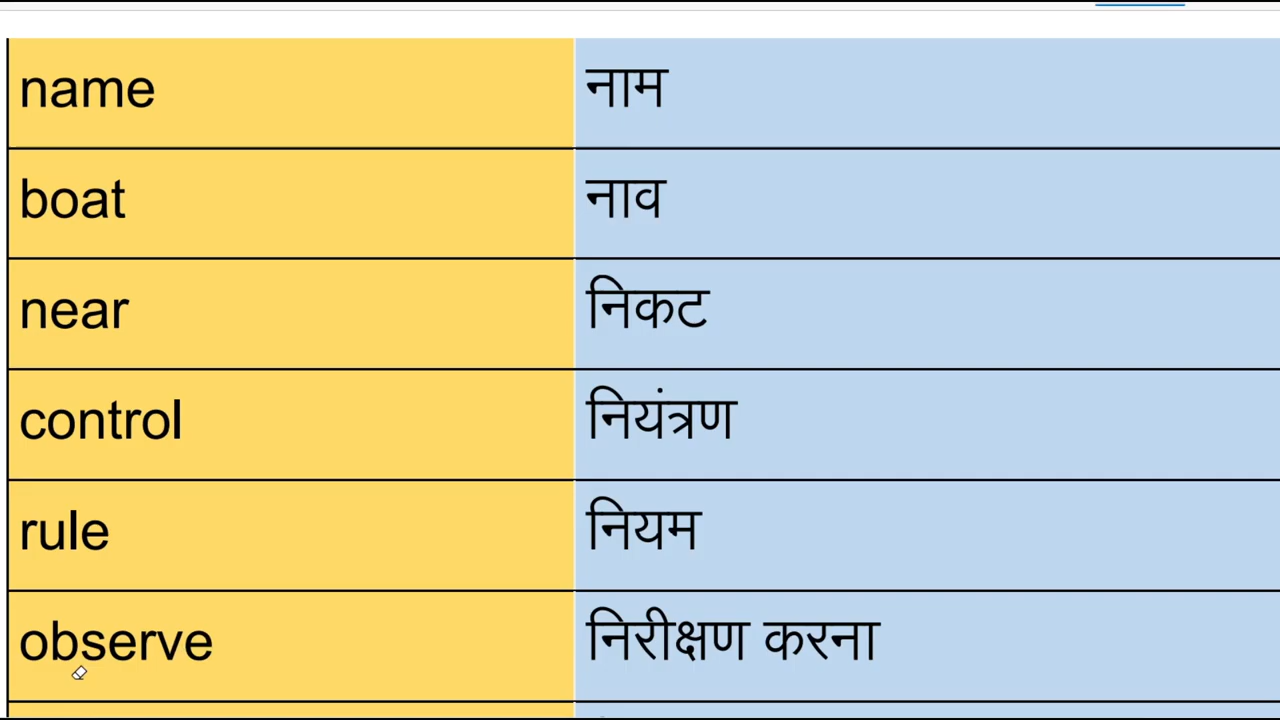 name नाम
boat नाव
near निकट
control नियंत्रण
rule नियम
observe निरीक्षण करना